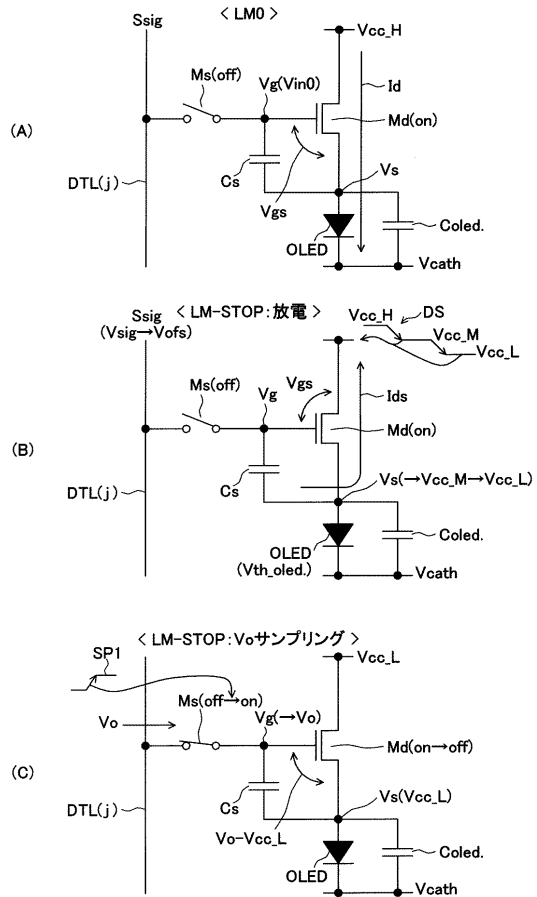 < LM0 >
Ssig
Vcc_H
Ms(off)
Vg(Vin0)
Id
(A)
Md(on)
Cs
Vs
DTL(j)
Vgs
OLED
Coled.
Vcath
< LM-STOP:放電 >
Ssig
(Vsig→Vofs)
Vcc_H
DS
Vcc_M
Vcc_L
Ms(off)
Vg
Vgs
Ids
Md(on)
(B)
DTL(j)
Cs
Vs(→Vcc_M→Vcc_L)
OLED
(Vth_oled.)
Coled.
Vcath
< LM-STOP:Voサンプリング >
SP1
Vcc_L
Ms(off→on)
Vo
Vg(→Vo)
Md(on→off)
(C)
DTL(j)
Cs
Vs(Vcc_L)
Vo-Vcc_L
OLED
Coled.
Vcath